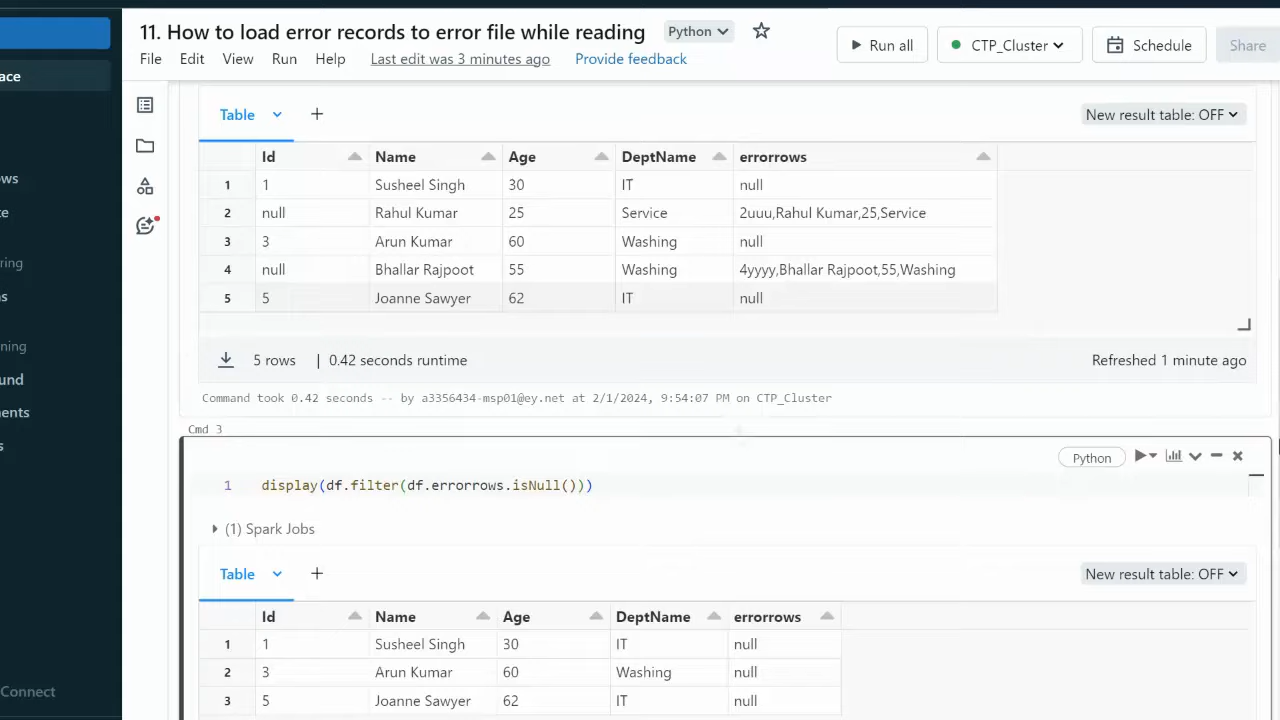 11. How to load error records to error file while reading Python
Run all CTP_Cluster Schedule Share
File Edit View Run Help Last edit was 3 minutes ago Provide feedback
ace
ows
te
ring
as
ning
und
nents
s
Connect
Table + New result table: OFF
Id Name Age DeptName errorrows
1 1 Susheel Singh 30 IT null
2 null Rahul Kumar 25 Service 2uuu,Rahul Kumar,25,Service
3 3 Arun Kumar 60 Washing null
4 null Bhallar Rajpoot 55 Washing 4yyyy,Bhallar Rajpoot,55,Washing
5 5 Joanne Sawyer 62 IT null
5 rows | 0.42 seconds runtime Refreshed 1 minute ago
Command took 0.42 seconds -- by a3356434-msp01@ey.net at 2/1/2024, 9:54:07 PM on CTP_Cluster
Cmd 3
Python
1 display(df.filter(df.errorrows.isNull()))
(1) Spark Jobs
Table + New result table: OFF
Id Name Age DeptName errorrows
1 1 Susheel Singh 30 IT null
2 3 Arun Kumar 60 Washing null
3 5 Joanne Sawyer 62 IT null